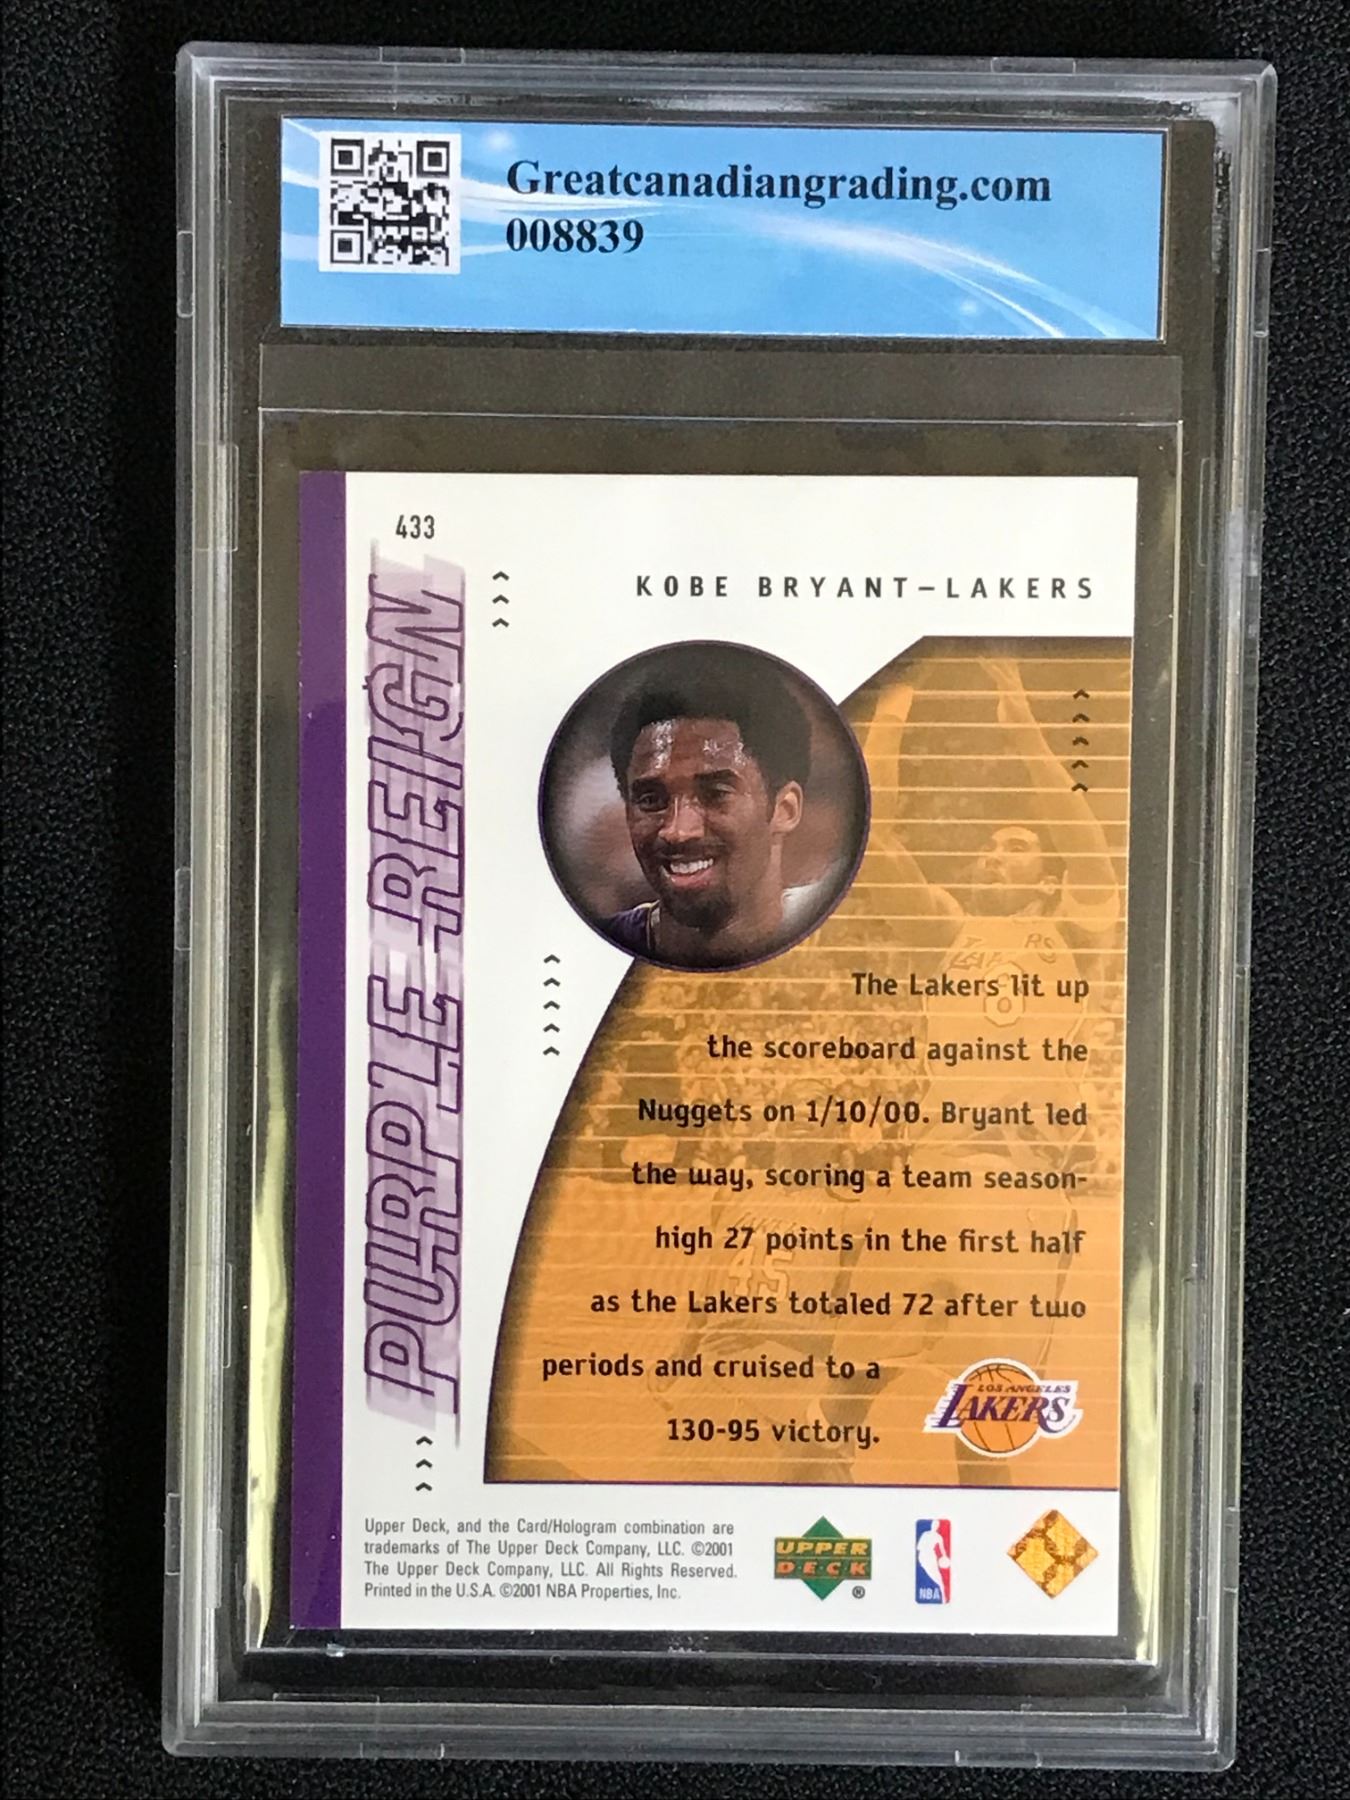 Greatcanadiangrading.com
008839
433
KOBE BRYANT–LAKERS
PURPLE REIGN
The Lakers lit up
the scoreboard against the
Nuggets on 1/10/00. Bryant led
the way, scoring a team season-
high 27 points in the first half
as the Lakers totaled 72 after two
periods and cruised to a
130-95 victory.
LOS ANGELES
LAKERS
8
45
Upper Deck, and the Card/Hologram combination are
trademarks of The Upper Deck Company, LLC. ©2001
The Upper Deck Company, LLC. All Rights Reserved.
Printed in the U.S.A. ©2001 NBA Properties, Inc.
UPPER
DECK
®
NBA